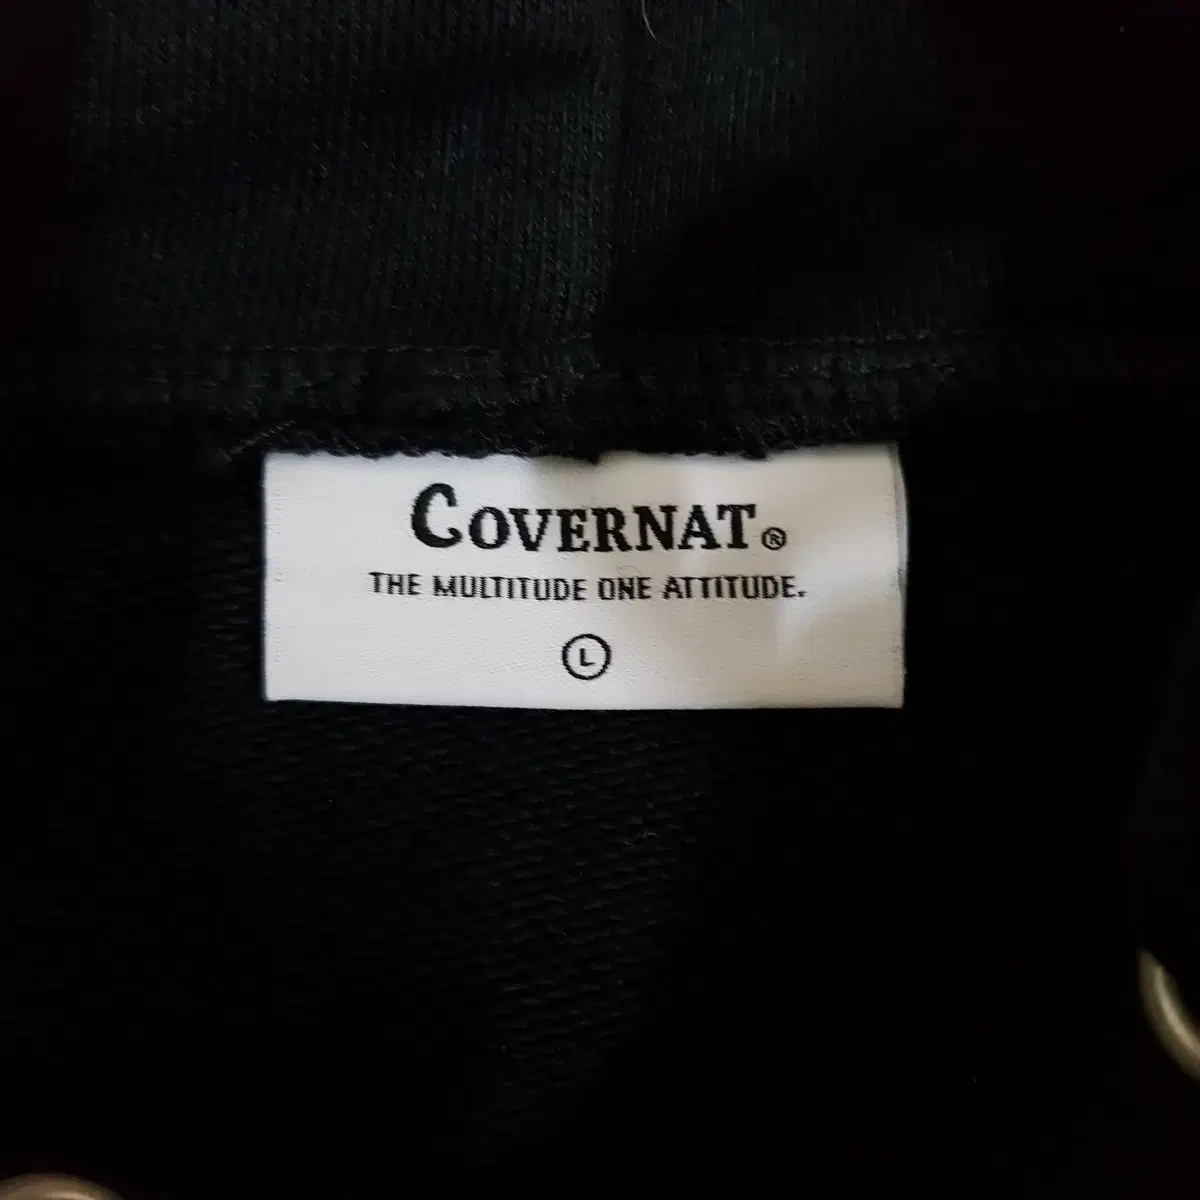 COVERNAT®
THE MULTITUDE ONE ATTITUDE.
L